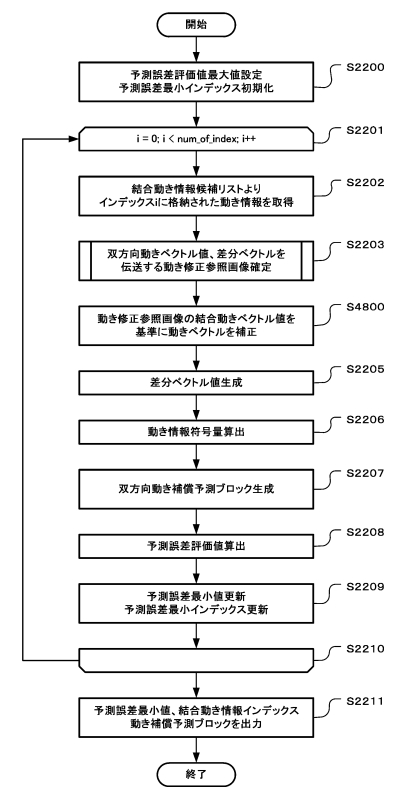 開始
予測誤差評価値最大値設定
予測誤差最小インデックス初期化
S2200
i = 0; i < num_of_index; i++
S2201
結合動き情報候補リストより
インデックスiに格納された動き情報を取得
S2202
双方向動きベクトル値、差分ベクトルを
伝送する動き修正参照画像確定
S2203
動き修正参照画像の結合動きベクトル値を
基準に動きベクトルを補正
S4800
差分ベクトル値生成
S2205
動き情報符号量算出
S2206
双方向動き補償予測ブロック生成
S2207
予測誤差評価値算出
S2208
予測誤差最小値更新
予測誤差最小インデックス更新
S2209
S2210
予測誤差最小値、結合動き情報インデックス
動き補償予測ブロックを出力
S2211
終了